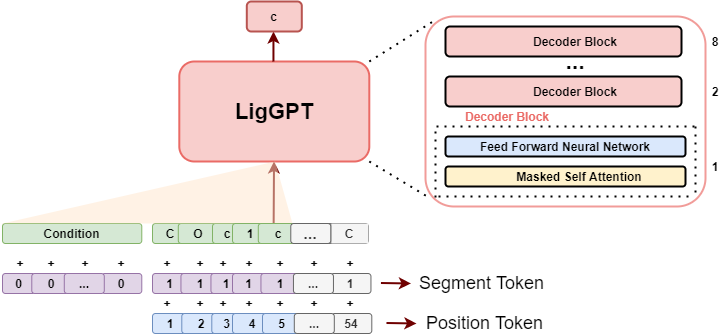 c
LigGPT
Decoder Block 8
...
Decoder Block 2
Decoder Block
Feed Forward Neural Network
1
Masked Self Attention
Condition C O c 1 c ... C
+ + + + + + + + + + +
0 0 ... 0 1 1 1 1 1 ... 1 Segment Token
+ + + + + + +
1 2 3 4 5 ... 54 Position Token